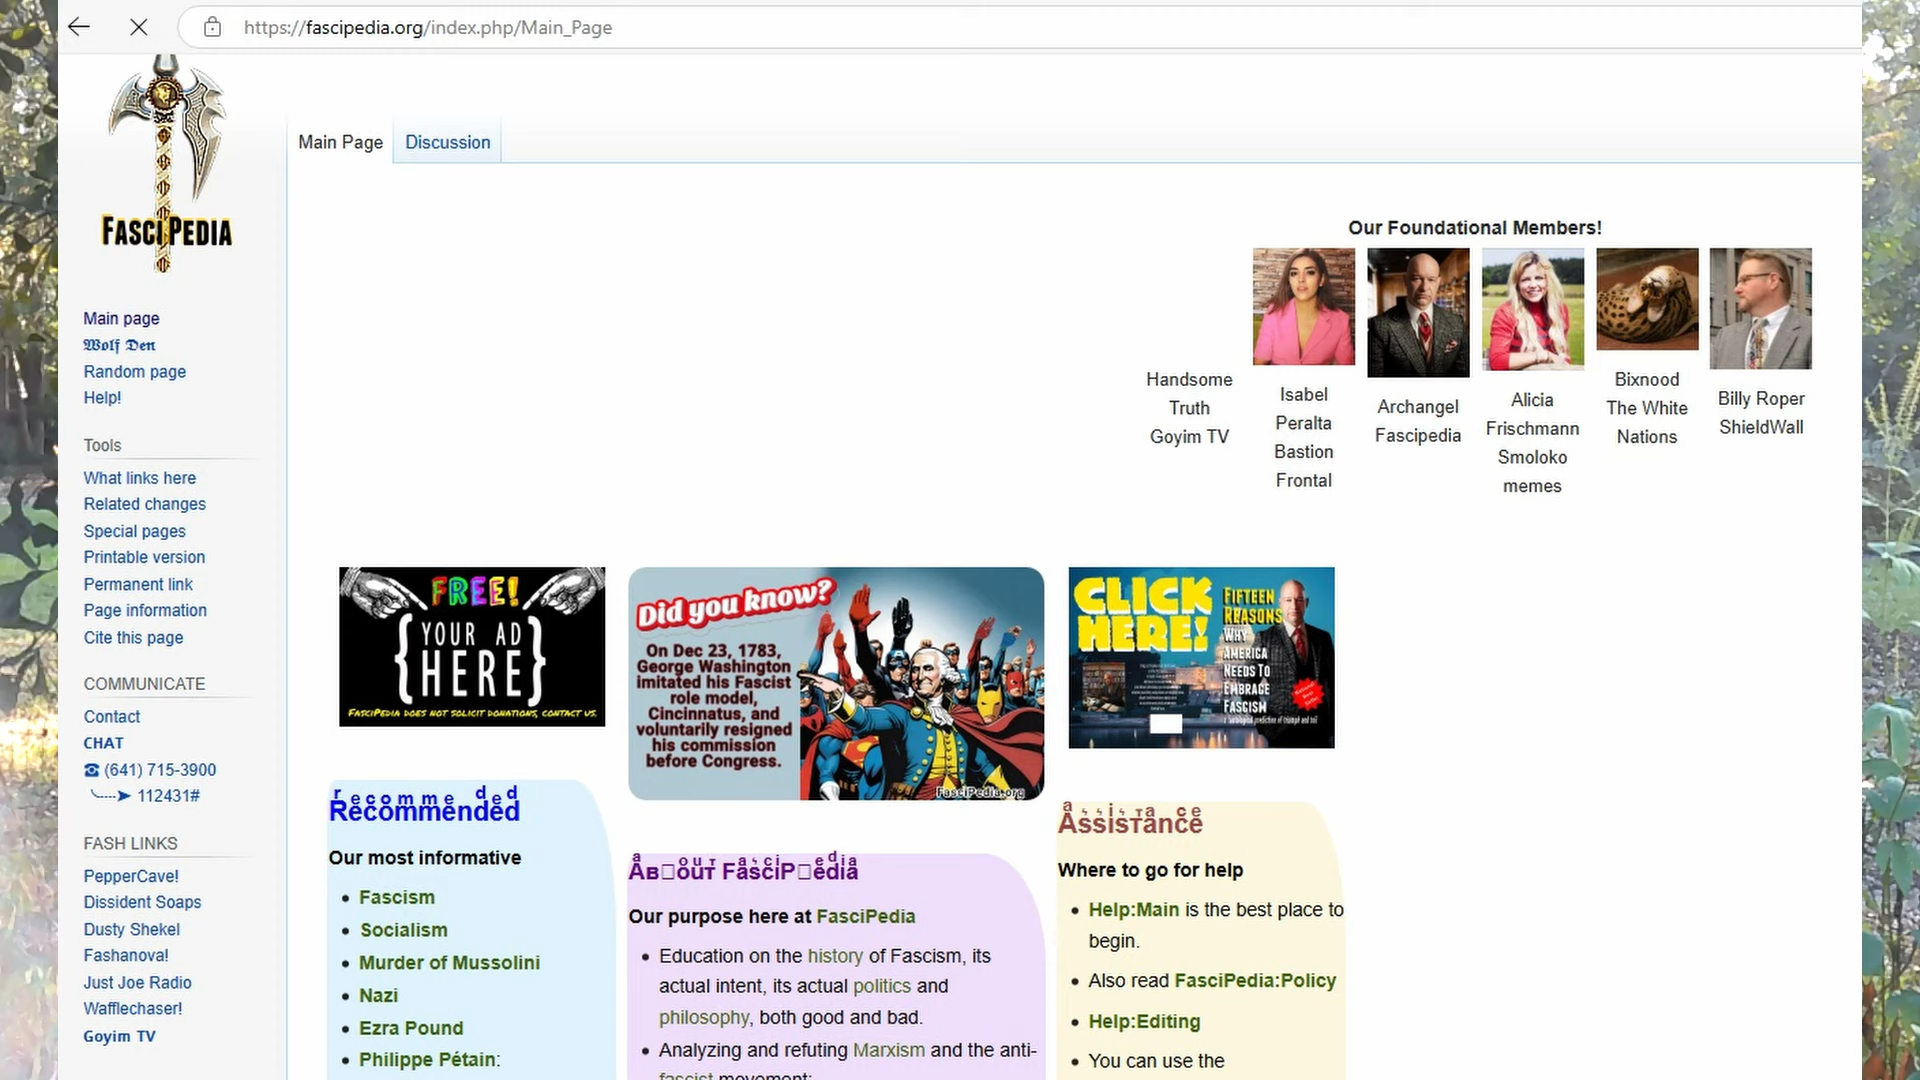 https://fascipedia.org/index.php/Main_Page
FASCIPEDIA
Main page
Wolf Den
Random page
Help!
Tools
What links here
Related changes
Special pages
Printable version
Permanent link
Page information
Cite this page
COMMUNICATE
Contact
CHAT
☎ (641) 715-3900
112431#
FASH LINKS
PepperCave!
Dissident Soaps
Dusty Shekel
Fashanova!
Just Joe Radio
Wafflechaser!
Goyim TV
Main Page
Discussion
Our Foundational Members!
Handsome
Truth
Goyim TV
Isabel
Peralta
Bastion
Frontal
Archangel
Fascipedia
Alicia
Frischmann
Smoloko
memes
Bixnood
The White
Nations
Billy Roper
ShieldWall
FREE!
{YOUR AD
HERE}
FASCIPEDIA DOES NOT SOLICIT DONATIONS, CONTACT US.
Did you know?
On Dec 23, 1783,
George Washington
imitated his Fascist
role model,
Cincinnatus, and
voluntarily resigned
his commission
before Congress.
FasciPedia.org
CLICK
HERE!
FIFTEEN
REASONS
WHY
AMERICA
NEEDS TO
EMBRACE
FASCISM
Recommended
Our most informative
• Fascism
• Socialism
• Murder of Mussolini
• Nazi
• Ezra Pound
• Philippe Pétain:
About FasciPedia
Our purpose here at FasciPedia
• Education on the history of Fascism, its
actual intent, its actual politics and
philosophy, both good and bad.
• Analyzing and refuting Marxism and the anti-
fascist movement;
Assistance
Where to go for help
• Help:Main is the best place to
begin.
• Also read FasciPedia:Policy
• Help:Editing
• You can use the